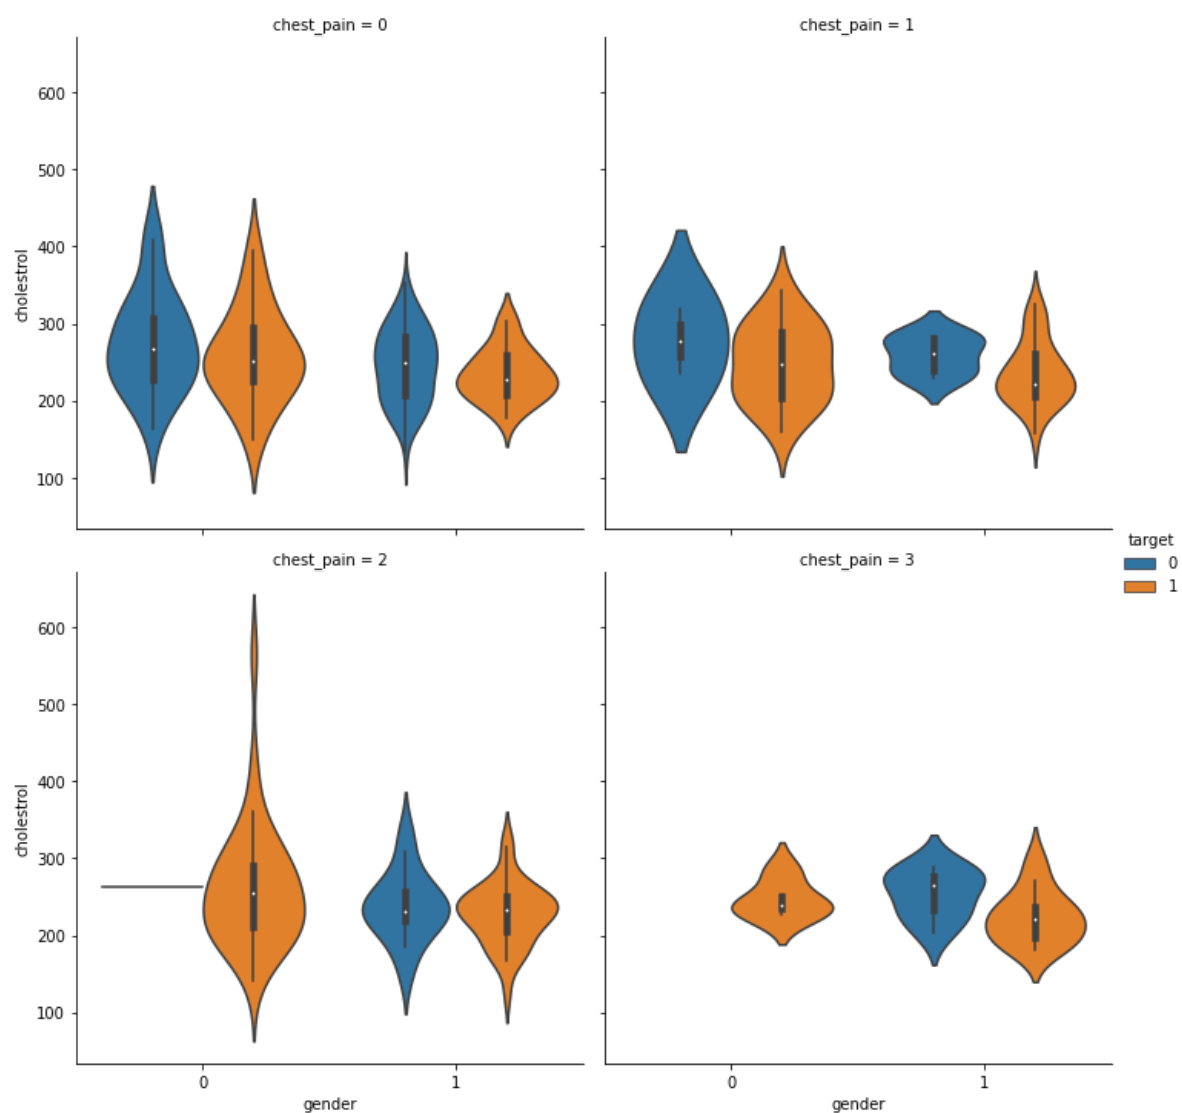 chest_pain = 0
chest_pain = 1
600
500
400
300
200
100
cholestrol
target
0
1
chest_pain = 2
chest_pain = 3
600
500
400
300
200
100
cholestrol
0
1
0
1
gender
gender